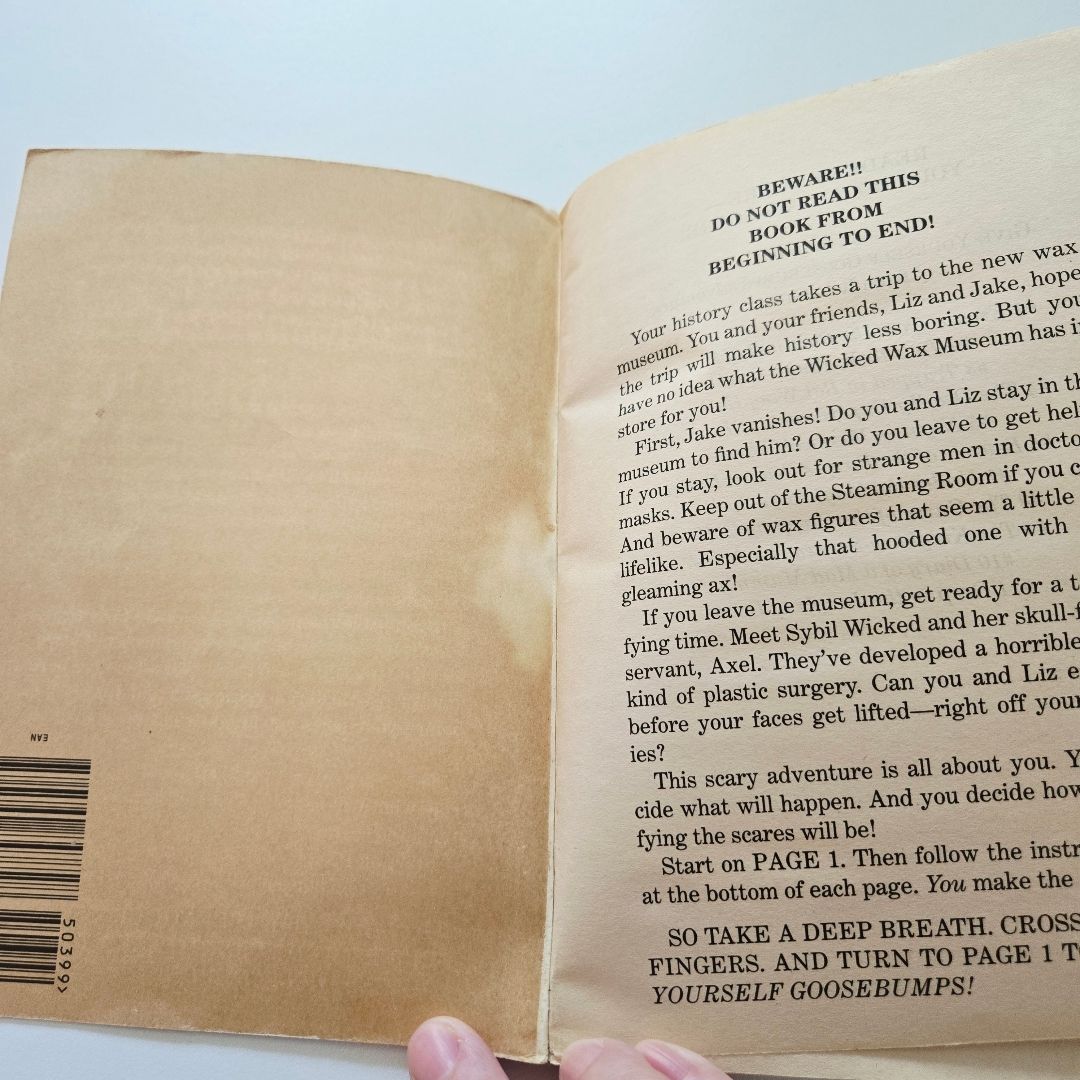 EAN
50399>
BEWARE!!
DO NOT READ THIS
BOOK FROM
BEGINNING TO END!
Your history class takes a trip to the new wax
museum. You and your friends, Liz and Jake, hope
the trip will make history less boring. But you
have no idea what the Wicked Wax Museum has
store for you!
First, Jake vanishes! Do you and Liz stay in
museum to find him? Or do you leave to get
If you stay, look out for strange men in
masks. Keep out of the Steaming Room if you
And beware of wax figures that seem a little
lifelike. Especially that hooded one with
gleaming ax!
If you leave the museum, get ready for a
fying time. Meet Sybil Wicked and her
servant, Axel. They've developed a horrible
kind of plastic surgery. Can you and Liz
before your faces get lifted—right off your
ies?
This scary adventure is all about you.
cide what will happen. And you decide how
fying the scares will be!
Start on PAGE 1. Then follow the
at the bottom of each page. You make the
SO TAKE A DEEP BREATH. CROSS
FINGERS. AND TURN TO PAGE 1
YOURSELF GOOSEBUMPS!